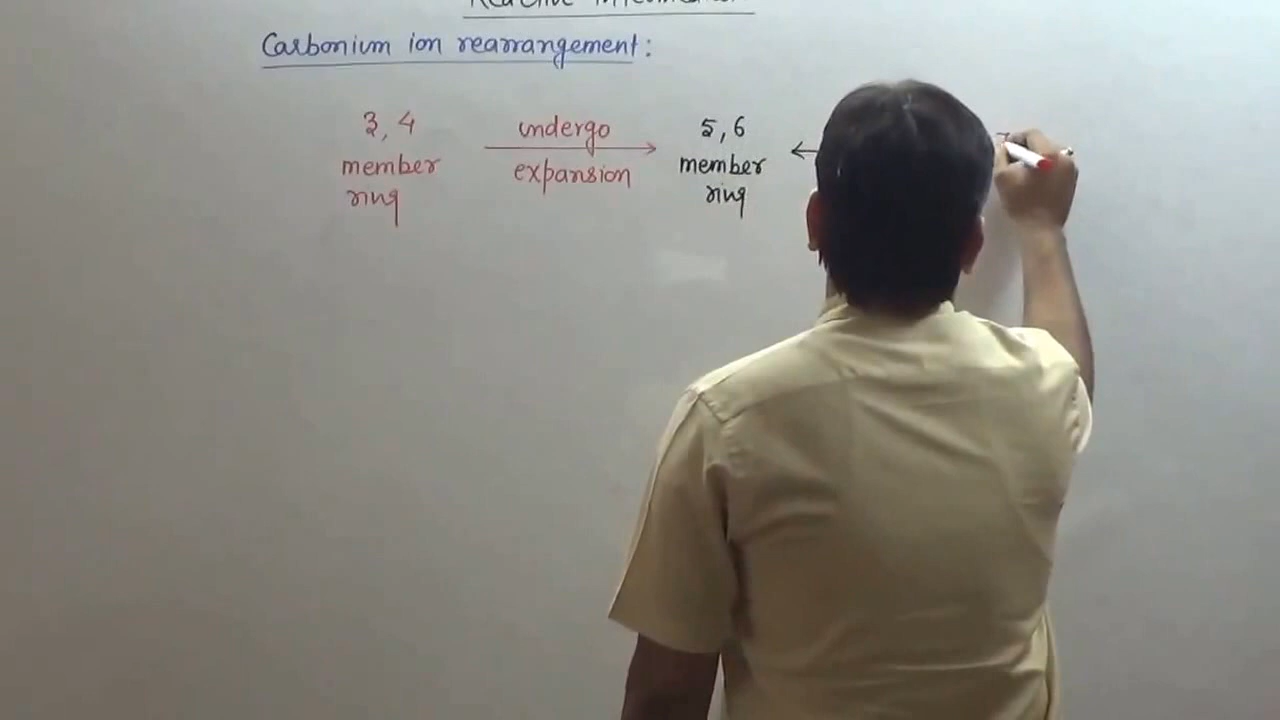 Carbonium ion rearrangement:
3, 4
member
ring
undergo
expansion
5, 6
member
ring